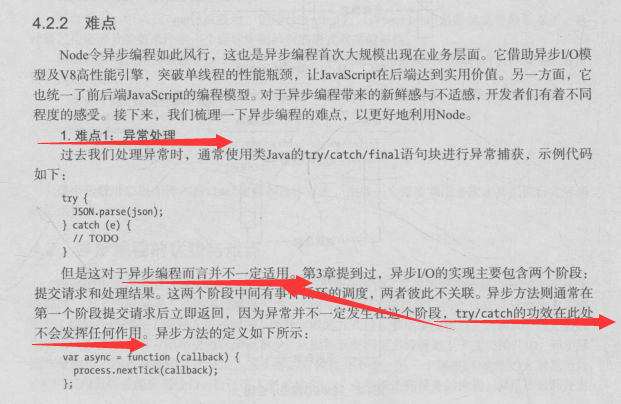 4.2.2 难点
Node令异步编程如此风行，这也是异步编程首次大规模出现在业务层面。它借助异步I/O模
型及V8高性能引擎，突破单线程的性能瓶颈，让JavaScript在后端达到实用价值。另一方面，它
也统一了前后端JavaScript的编程模型。对于异步编程带来的新鲜感与不适感，开发者们有着不同
程度的感受。接下来，我们梳理一下异步编程的难点，以更好地利用Node。
1. 难点1：异常处理
过去我们处理异常时，通常使用类Java的try/catch/final语句块进行异常捕获，示例代码
如下：
try {
JSON.parse(json);
} catch (e) {
// TODO
}
但是这对于异步编程而言并不一定适用。第3章提到过，异步I/O的实现主要包含两个阶段：
提交请求和处理结果。这两个阶段中间有事件循环的调度，两者彼此不关联。异步方法则通常在
第一个阶段提交请求后立即返回，因为异常并不一定发生在这个阶段，try/catch的功效在此处
不会发挥任何作用。异步方法的定义如下所示：
var async = function (callback) {
process.nextTick(callback);
};